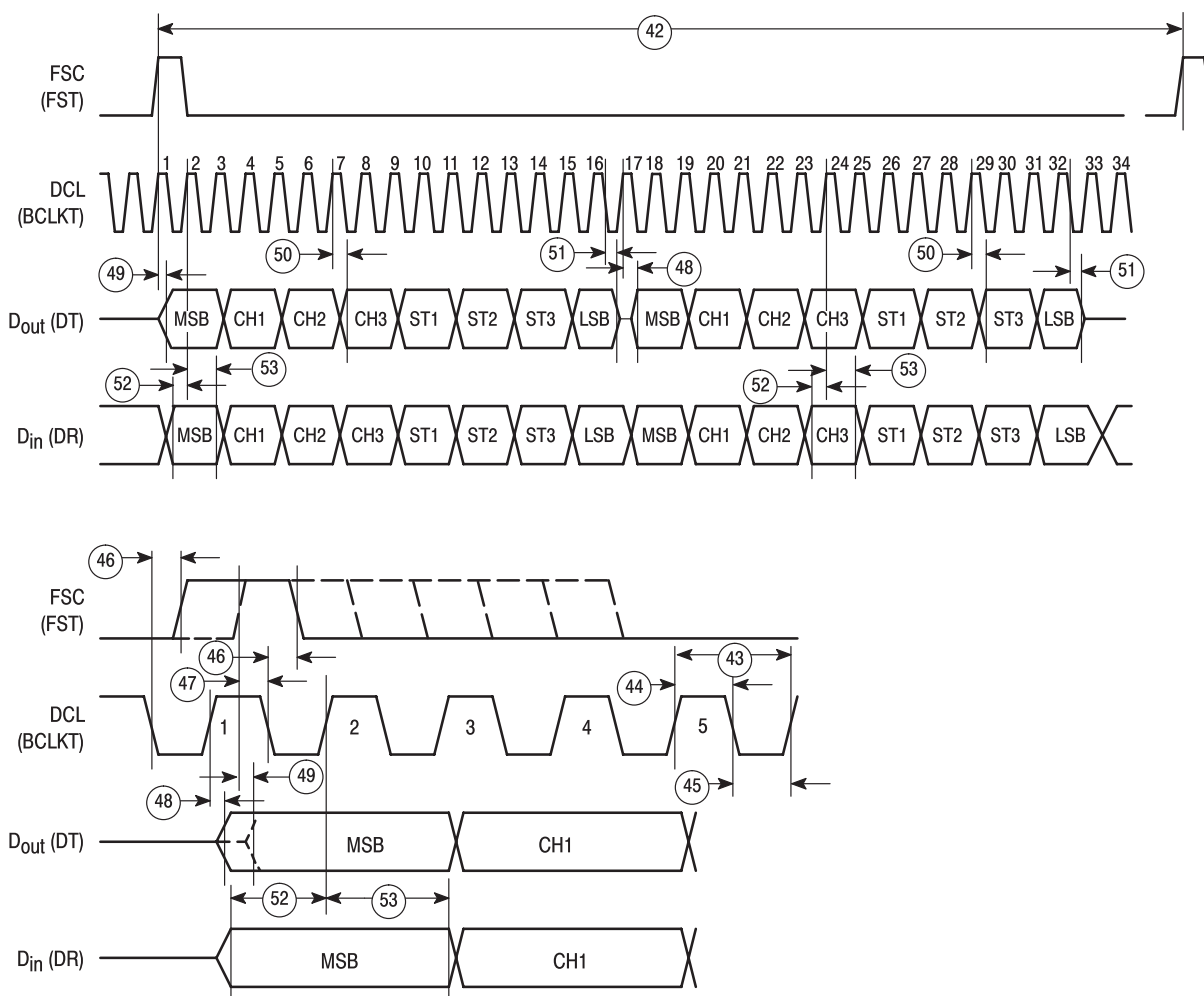 42
FSC
(FST)
1 2 3 4 5 6 7 8 9 10 11 12 13 14 15 16 17 18 19 20 21 22 23 24 25 26 27 28 29 30 31 32 33 34
DCL
(BCLKT)
49 50 51 48 50 51
Dout (DT) MSB CH1 CH2 CH3 ST1 ST2 ST3 LSB MSB CH1 CH2 CH3 ST1 ST2 ST3 LSB
52 53 52 53
Din (DR) MSB CH1 CH2 CH3 ST1 ST2 ST3 LSB MSB CH1 CH2 CH3 ST1 ST2 ST3 LSB
46
FSC
(FST)
46 43
47 44
DCL
(BCLKT)
1 2 3 4 5
49 45
48
Dout (DT) MSB CH1
52 53
Din (DR) MSB CH1